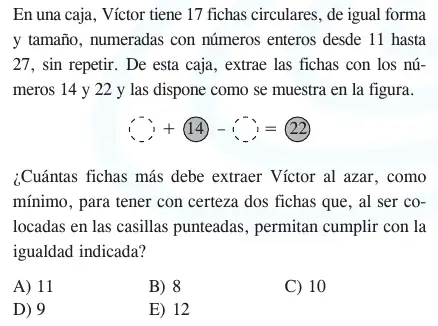 En una caja, Víctor tiene 17 fichas circulares, de igual forma
y tamaño, numeradas con números enteros desde 11 hasta
27, sin repetir. De esta caja, extrae las fichas con los nú-
meros 14 y 22 y las dispone como se muestra en la figura.
+ 14 - = 22
¿Cuántas fichas más debe extraer Víctor al azar, como
mínimo, para tener con certeza dos fichas que, al ser co-
locadas en las casillas punteadas, permitan cumplir con la
igualdad indicada?
A) 11 B) 8 C) 10
D) 9 E) 12